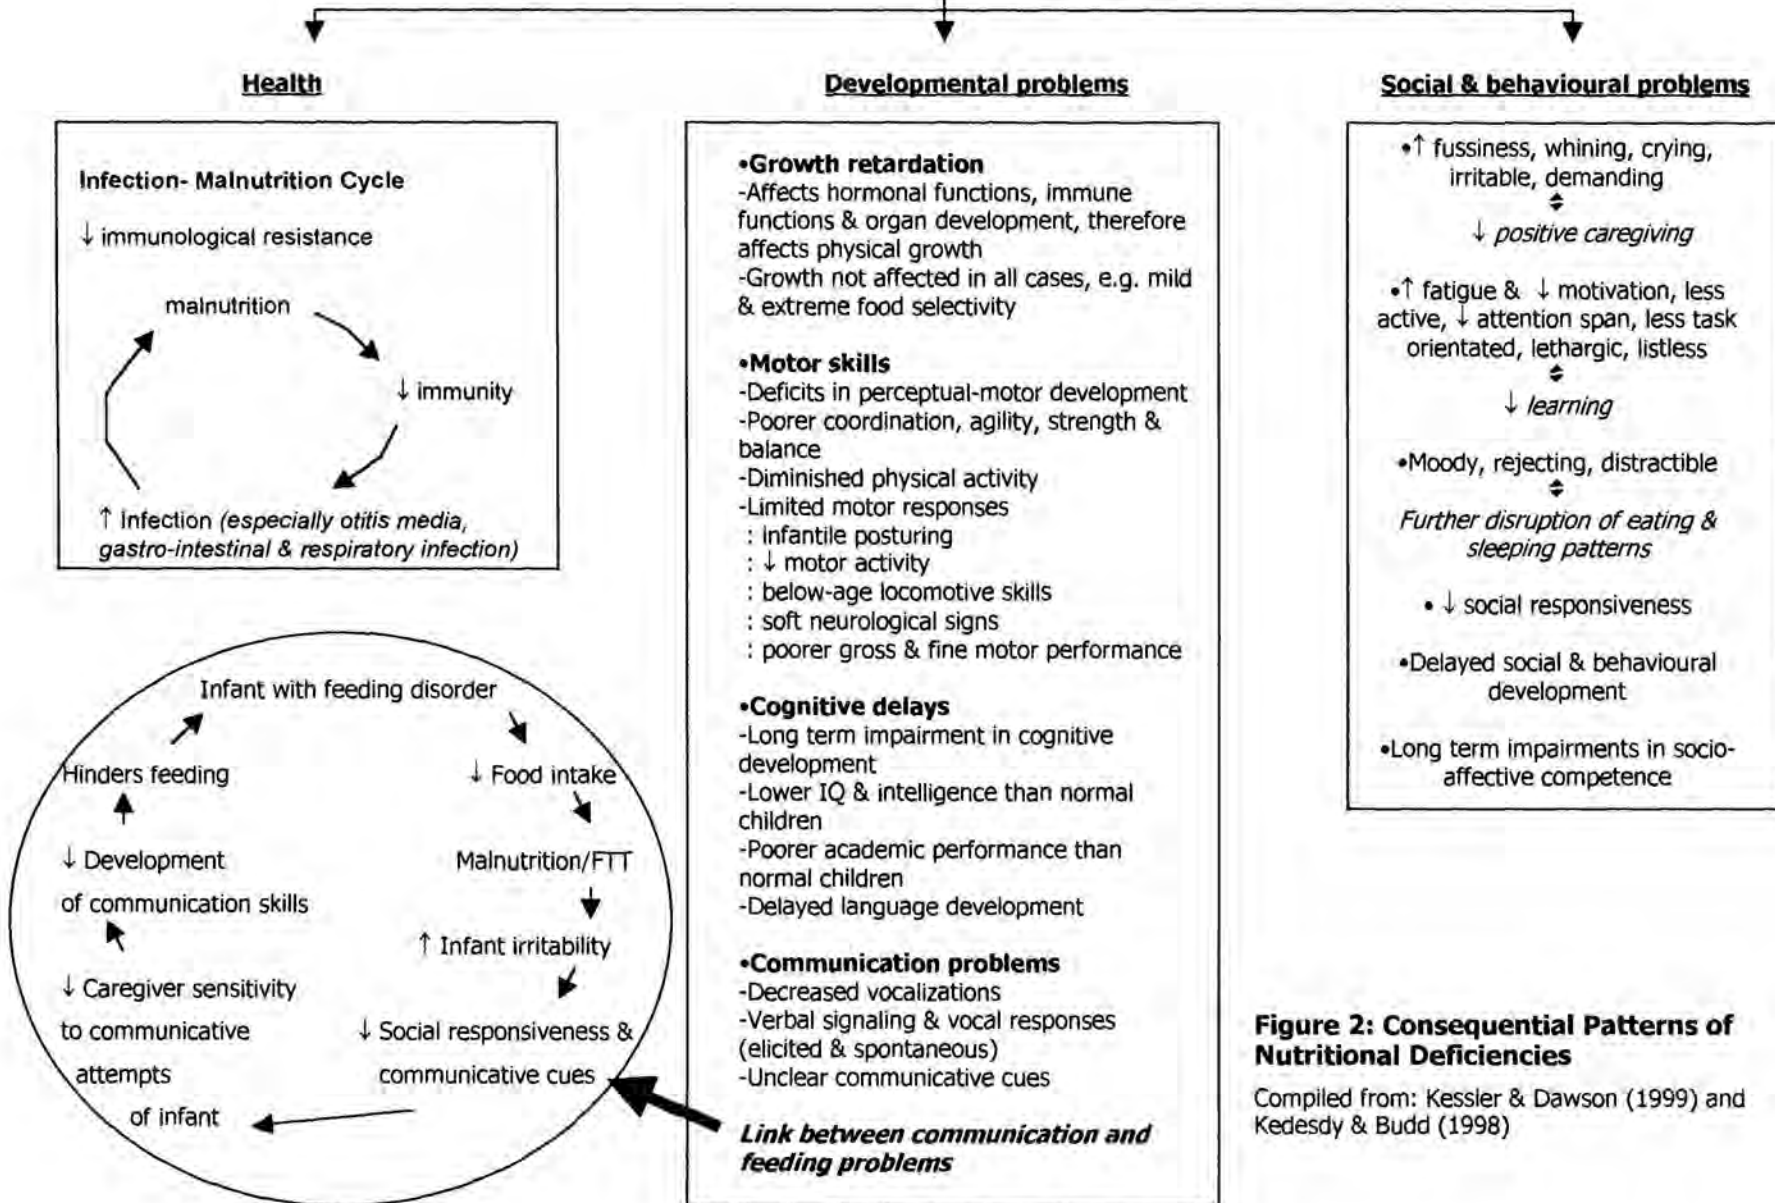 Health
Infection- Malnutrition Cycle
↓ immunological resistance
malnutrition
↓ immunity
↑ Infection (especially otitis media,
gastro-intestinal & respiratory infection)
Infant with feeding disorder
↓ Food intake
Malnutrition/FTT
↑ Infant irritability
↓ Social responsiveness &
communicative cues
↓ Caregiver sensitivity
to communicative
attempts
of infant
↓ Development
of communication skills
Hinders feeding
Developmental problems
•Growth retardation
-Affects hormonal functions, immune
functions & organ development, therefore
affects physical growth
-Growth not affected in all cases, e.g. mild
& extreme food selectivity
•Motor skills
-Deficits in perceptual-motor development
-Poorer coordination, agility, strength &
balance
-Diminished physical activity
-Limited motor responses
: infantile posturing
: ↓ motor activity
: below-age locomotive skills
: soft neurological signs
: poorer gross & fine motor performance
•Cognitive delays
-Long term impairment in cognitive
development
-Lower IQ & intelligence than normal
children
-Poorer academic performance than
normal children
-Delayed language development
•Communication problems
-Decreased vocalizations
-Verbal signaling & vocal responses
(elicited & spontaneous)
-Unclear communicative cues
Link between communication and
feeding problems
Social & behavioural problems
•↑ fussiness, whining, crying,
irritable, demanding
↓ positive caregiving
•↑ fatigue & ↓ motivation, less
active, ↓ attention span, less task
orientated, lethargic, listless
↓ learning
•Moody, rejecting, distractible
Further disruption of eating &
sleeping patterns
• ↓ social responsiveness
•Delayed social & behavioural
development
•Long term impairments in socio-
affective competence
Figure 2: Consequential Patterns of
Nutritional Deficiencies
Compiled from: Kessler & Dawson (1999) and
Kedesdy & Budd (1998)